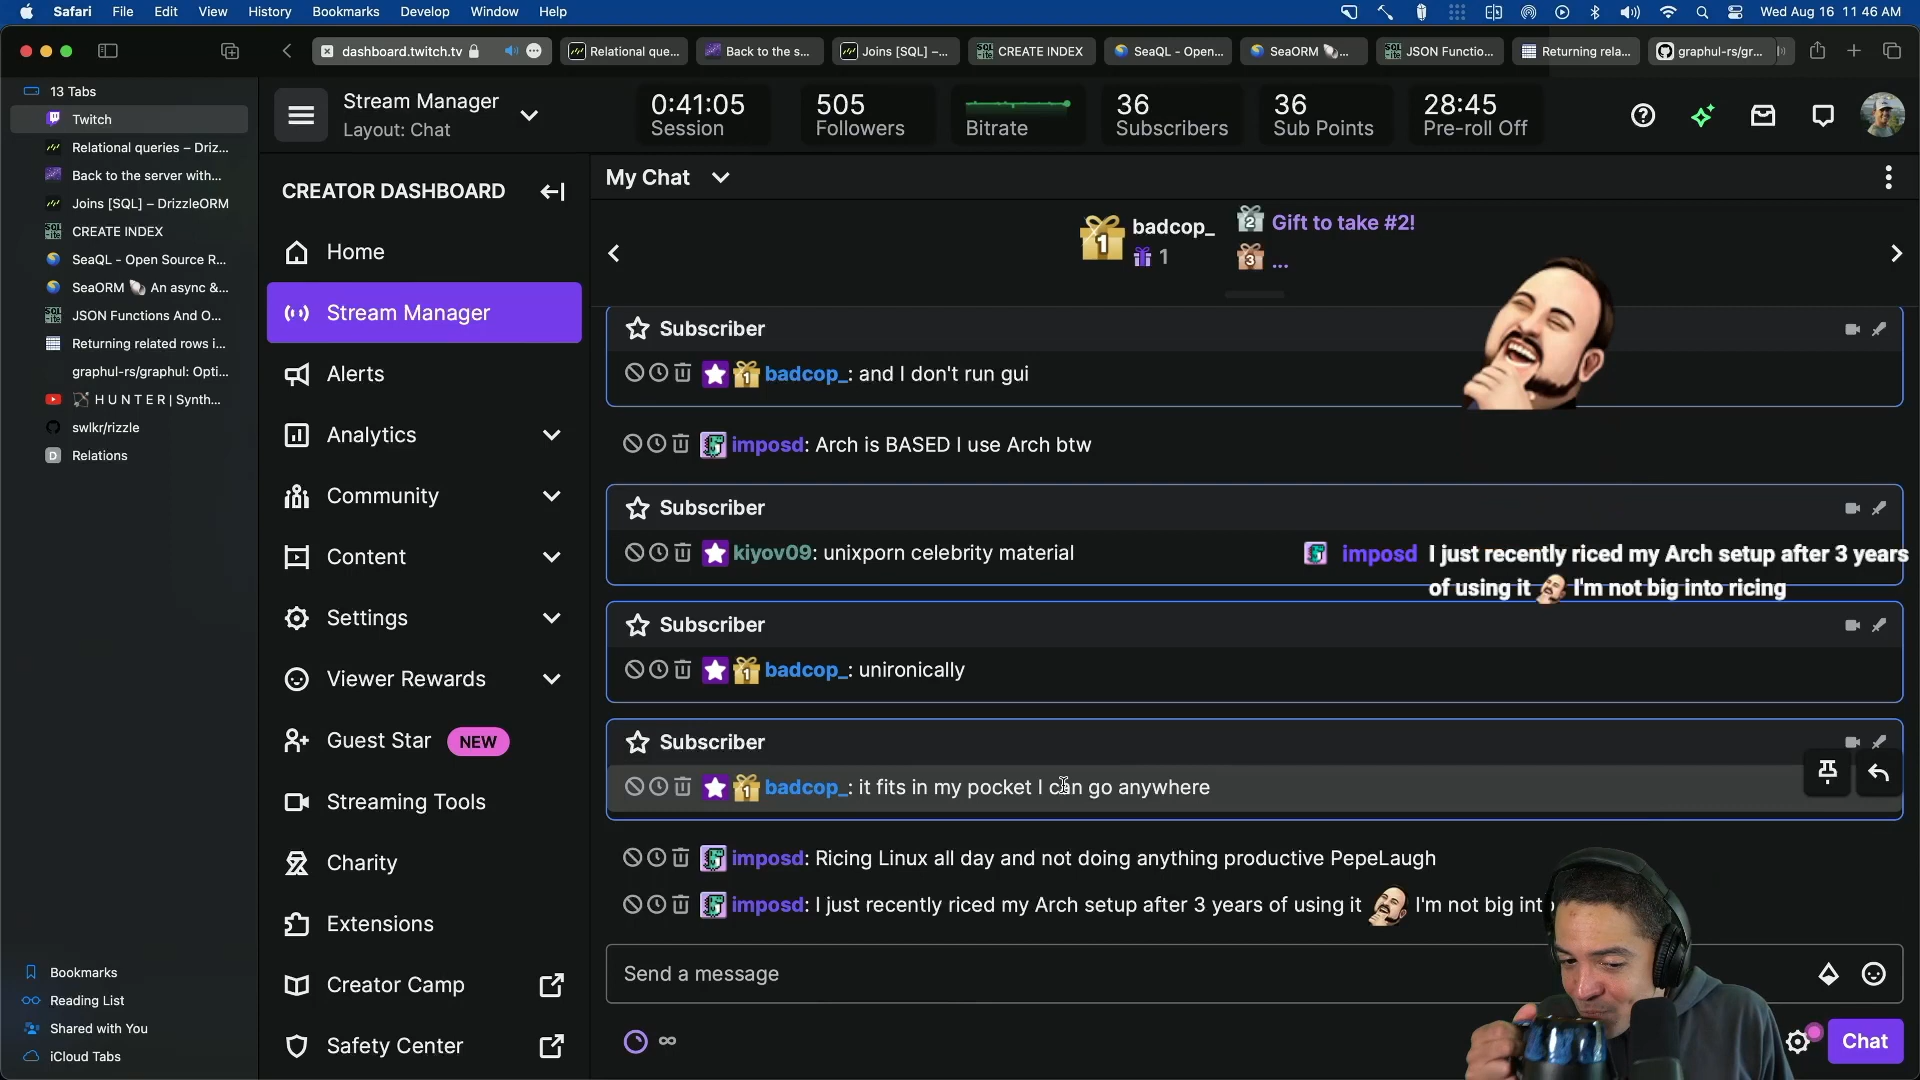 Safari File Edit View History Bookmarks Develop Window Help Wed Aug 16 11 46 AM
dashboard.twitch.tv Relational que... Back to the s... Joins [SQL] –... CREATE INDEX SeaQL - Open... SeaORM ... JSON Functio... Returning rela... graphul-rs/gr...
13 Tabs
Twitch
Relational queries – Driz...
Back to the server with...
Joins [SQL] – DrizzleORM
CREATE INDEX
SeaQL - Open Source R...
SeaORM 🐚 An async &...
JSON Functions And O...
Returning related rows i...
graphul-rs/graphul: Opti...
🏹 H U N T E R | Synth...
swlkr/rizzle
Relations
Bookmarks
Reading List
Shared with You
iCloud Tabs
Stream Manager
Layout: Chat
0:41:05
Session
505
Followers
Bitrate
36
Subscribers
36
Sub Points
28:45
Pre-roll Off
CREATOR DASHBOARD
Home
Stream Manager
Alerts
Analytics
Community
Content
Settings
Viewer Rewards
Guest Star NEW
Streaming Tools
Charity
Extensions
Creator Camp
Safety Center
My Chat
1 badcop_
1
2 Gift to take #2!
3 ...
Subscriber
badcop_: and I don't run gui
imposd: Arch is BASED I use Arch btw
Subscriber
kiyov09: unixporn celebrity material
imposd I just recently riced my Arch setup after 3 years
of using it I'm not big into ricing
Subscriber
badcop_: unironically
Subscriber
badcop_: it fits in my pocket I can go anywhere
imposd: Ricing Linux all day and not doing anything productive PepeLaugh
imposd: I just recently riced my Arch setup after 3 years of using it I'm not big int
Send a message
∞
Chat